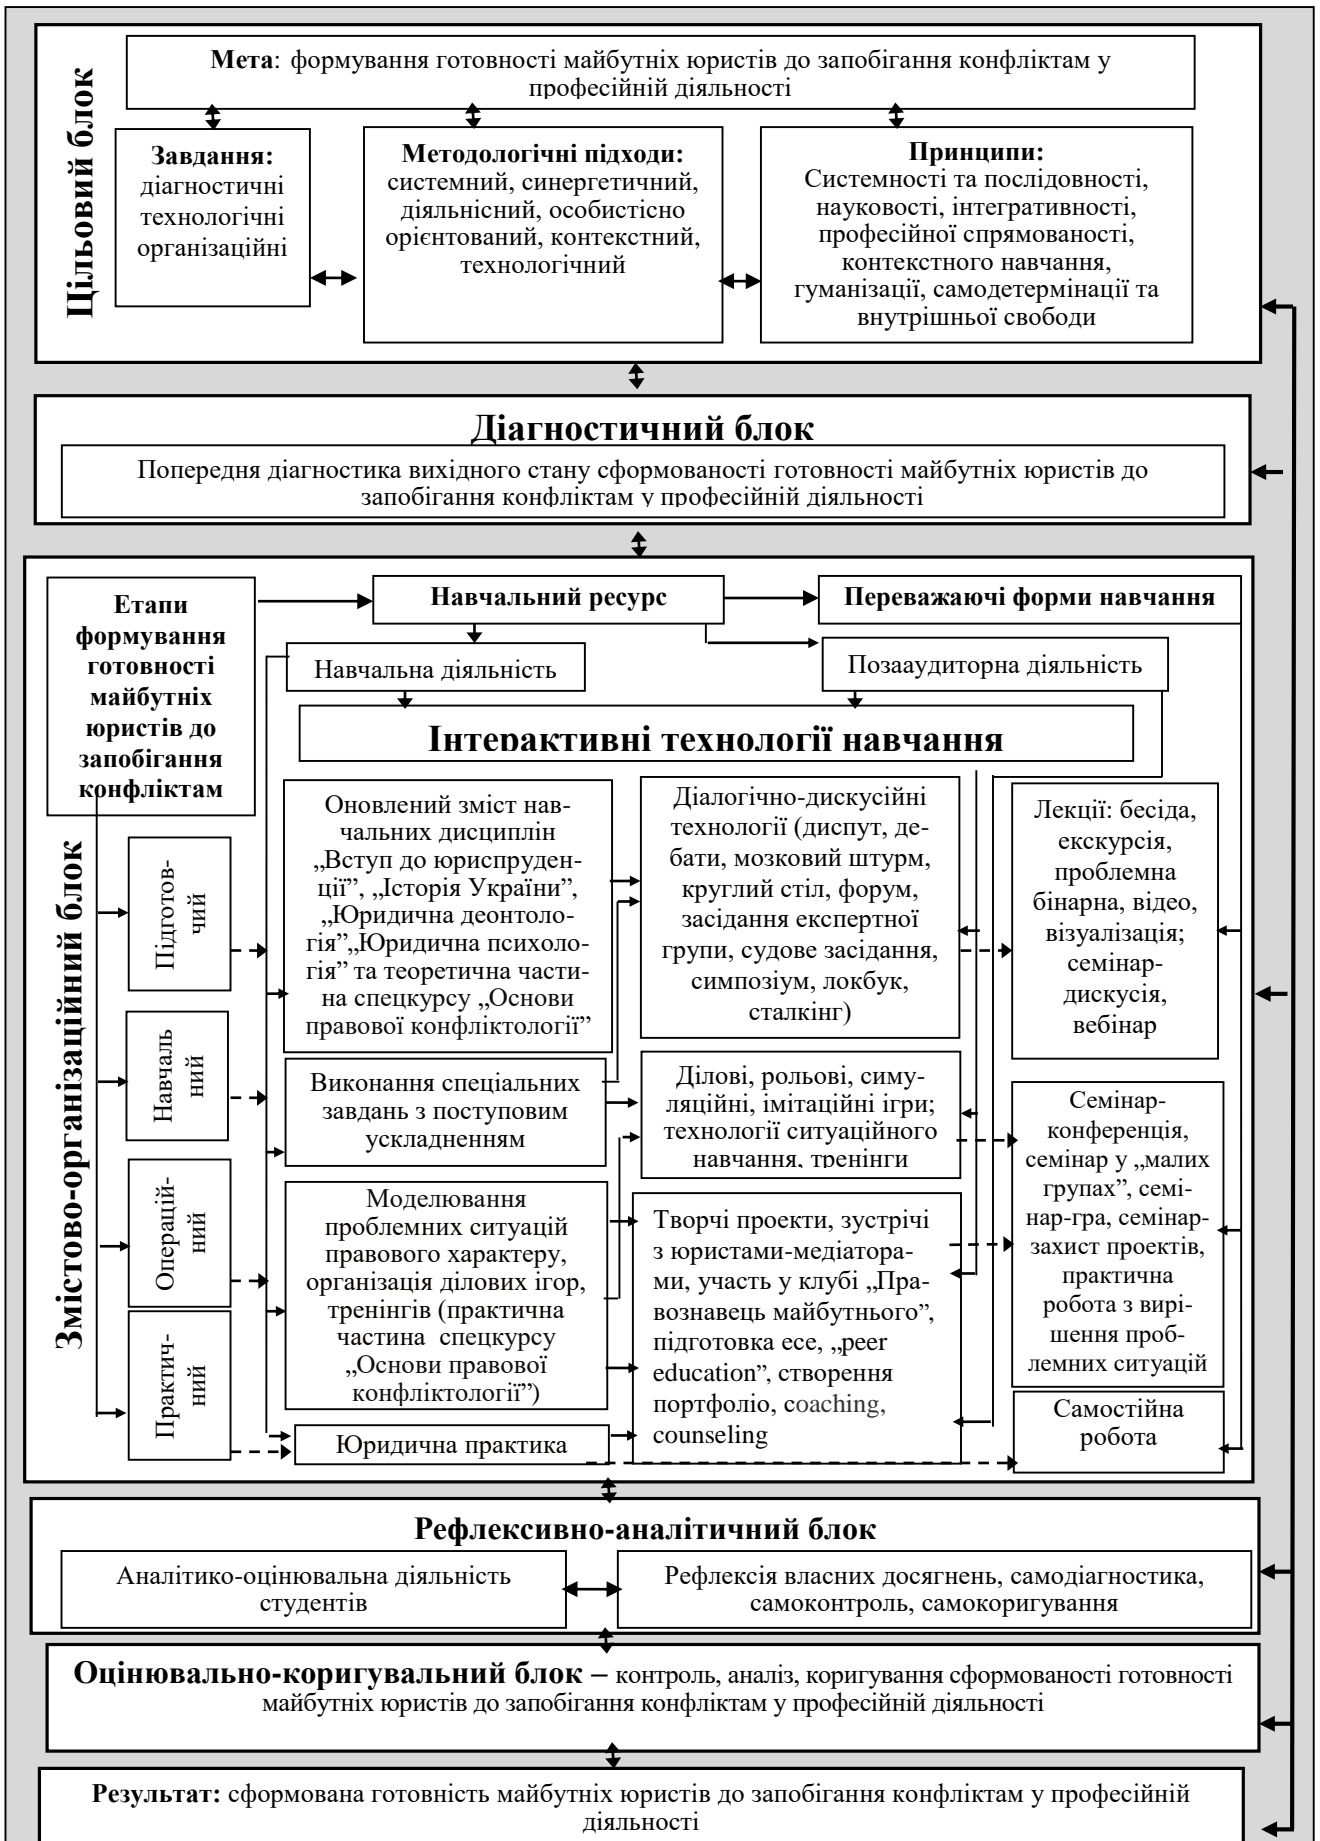 Цільовий блок
Мета: формування готовності майбутніх юристів до запобігання конфліктам у
професійній діяльності
Завдання:
діагностичні
технологічні
організаційні
Методологічні підходи:
системний, синергетичний,
діяльнісний, особистісно
орієнтований, контекстний,
технологічний
Принципи:
Системності та послідовності,
науковості, інтегративності,
професійної спрямованості,
контекстного навчання,
гуманізації, самодетермінації та
внутрішньої свободи
Діагностичний блок
Попередня діагностика вихідного стану сформованості готовності майбутніх юристів до
запобігання конфліктам у професійній діяльності
Змістово-організаційний блок
Етапи
формування
готовності
майбутніх
юристів до
запобігання
конфліктам
Навчальний ресурс
Переважаючі форми навчання
Навчальна діяльність
Позааудиторна діяльність
Інтерактивні технології навчання
Підготов-
чий
Навчаль
ний
Операцій-
ний
Практич-
ний
Оновлений зміст нав-
чальних дисциплін
„Вступ до юриспруден-
ції”, „Історія України”,
„Юридична деонтоло-
гія”„Юридична психоло-
гія” та теоретична части-
на спецкурсу „Основи
правової конфліктології”
Виконання спеціальних
завдань з поступовим
ускладненням
Моделювання
проблемних ситуацій
правового характеру,
організація ділових ігор,
тренінгів (практична
частина спецкурсу
„Основи правової
конфліктології”)
Юридична практика
Діалогічно-дискусійні
технології (диспут, де-
бати, мозковий штурм,
круглий стіл, форум,
засідання експертної
групи, судове засідання,
симпозіум, локбук,
сталкінг)
Ділові, рольові, симу-
ляційні, імітаційні ігри;
технології ситуаційного
навчання, тренінги
Творчі проекти, зустрічі
з юристами-медіатора-
ми, участь у клубі „Пра-
вознавець майбутнього”,
підготовка есе, „peer
education”, створення
портфоліо, coaching,
counseling
Лекції: бесіда,
екскурсія,
проблемна
бінарна, відео,
візуалізація;
семінар-
дискусія,
вебінар
Семінар-
конференція,
семінар у „малих
групах”, семі-
нар-гра, семінар-
захист проектів,
практична
робота з вирі-
шення проб-
лемних ситуацій
Самостійна
робота
Рефлексивно-аналітичний блок
Аналітико-оцінювальна діяльність
студентів
Рефлексія власних досягнень, самодіагностика,
самоконтроль, самокоригування
Оцінювально-коригувальний блок – контроль, аналіз, коригування сформованості готовності
майбутніх юристів до запобігання конфліктам у професійній діяльності
Результат: сформована готовність майбутніх юристів до запобігання конфліктам у професійній
діяльності